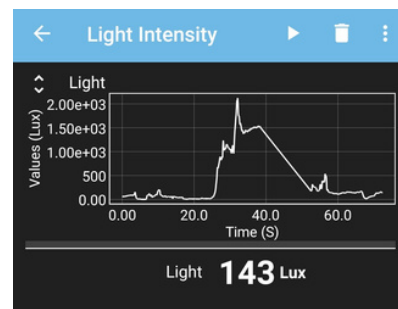 Light Intensity
Light
Values (Lux)
2.00e+03
1.50e+03
1.00e+03
500
0.00
0.00 20.0 40.0 60.0
Time (S)
Light 143 Lux